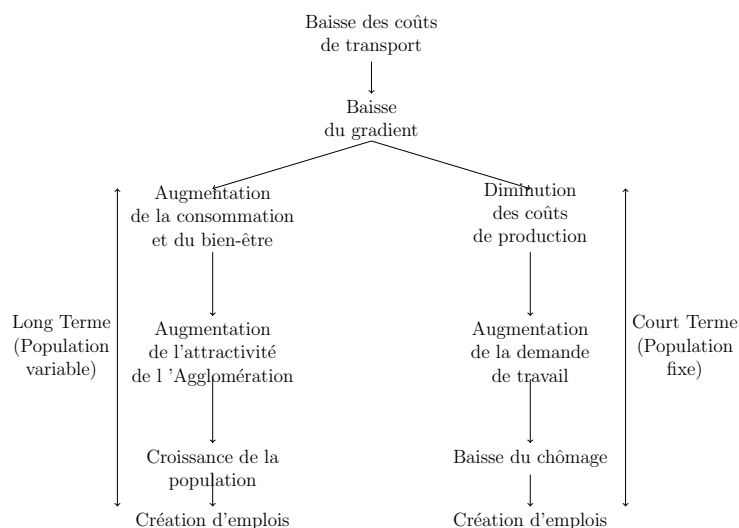 Baisse des coûts
de transport
Baisse
du gradient
Augmentation
de la consommation
et du bien-être
Diminution
des coûts
de production
Long Terme
(Population
variable)
Augmentation
de l'attractivité
de l 'Agglomération
Augmentation
de la demande
de travail
Court Terme
(Population
fixe)
Croissance de la
population
Baisse du chômage
Création d'emplois
Création d'emplois